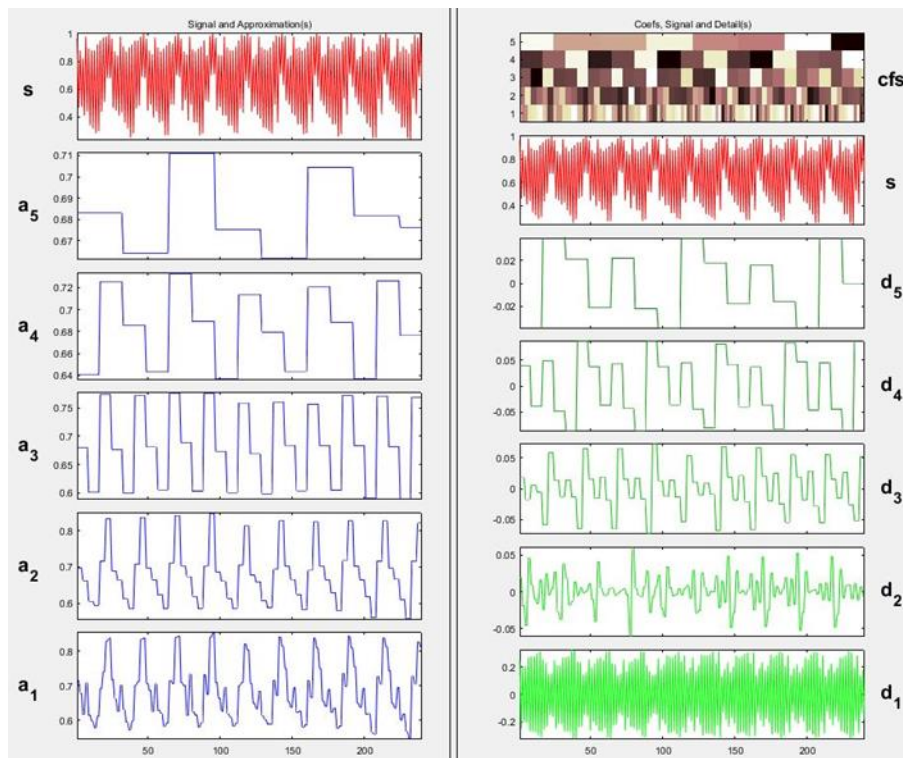 Signal and Approximation(s)
s
1
0.8
0.6
0.4
a5
0.71
0.7
0.69
0.68
0.67
a4
0.72
0.7
0.68
0.66
0.64
a3
0.75
0.7
0.65
0.6
a2
0.8
0.7
0.6
a1
0.8
0.7
0.6
50 100 150 200
Coefs, Signal and Detail(s)
5
4
3
2
1
cfs
1
0.8
0.6
0.4
s
0.02
0
-0.02
d5
0.05
0
-0.05
d4
0.05
0
-0.05
d3
0.05
0
-0.05
d2
0.2
0
-0.2
d1
50 100 150 200